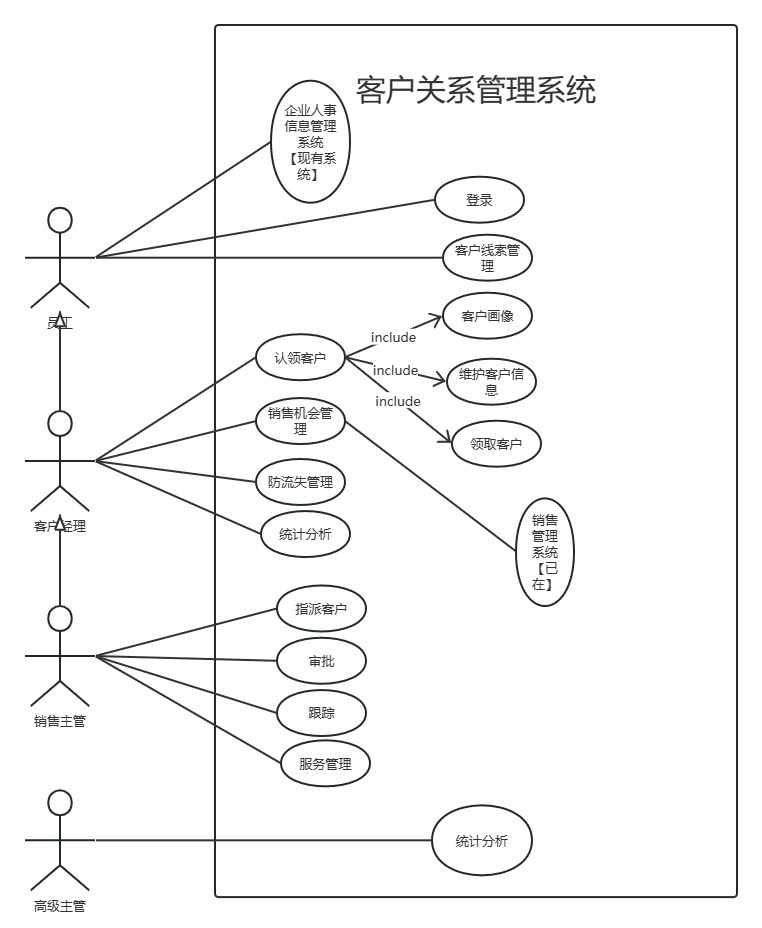 客户关系管理系统
企业人事
信息管理
系统
【现有系
统】
登录
客户线索管
理
员工
客户画像
include
认领客户
include
维护客户信
息
include
销售机会管
理
领取客户
防流失管理
销售
管理
系统
【已
在】
客户经理
统计分析
指派客户
审批
跟踪
销售主管
服务管理
统计分析
高级主管